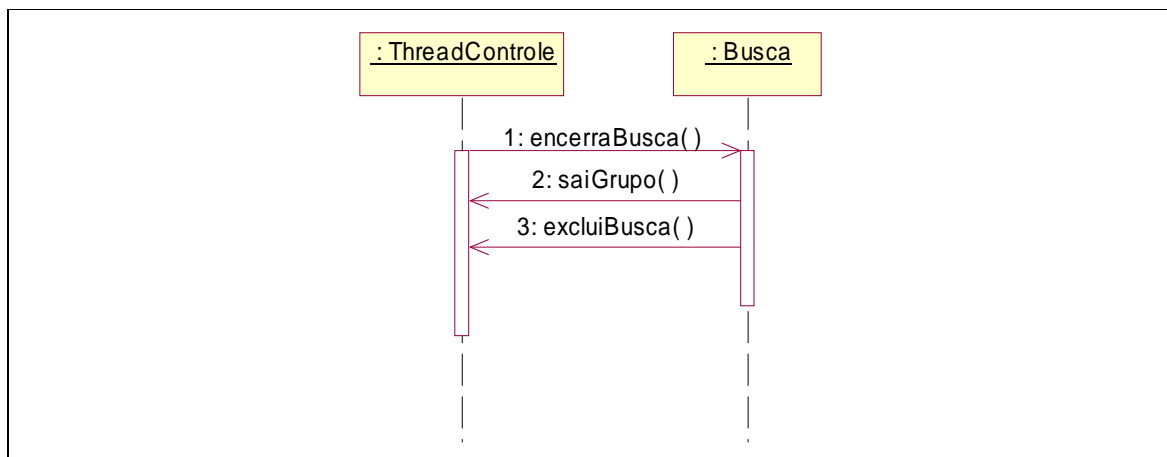 : ThreadControle
: Busca
1: encerraBusca( )
2: saiGrupo( )
3: excluiBusca( )